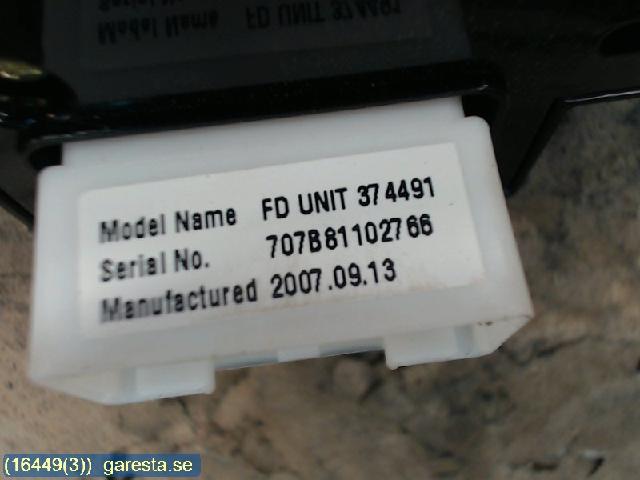 Model Name FD UNIT 374491
Serial No. 707B81102766
Manufactured 2007.09.13
(16449(3)) garesta.se